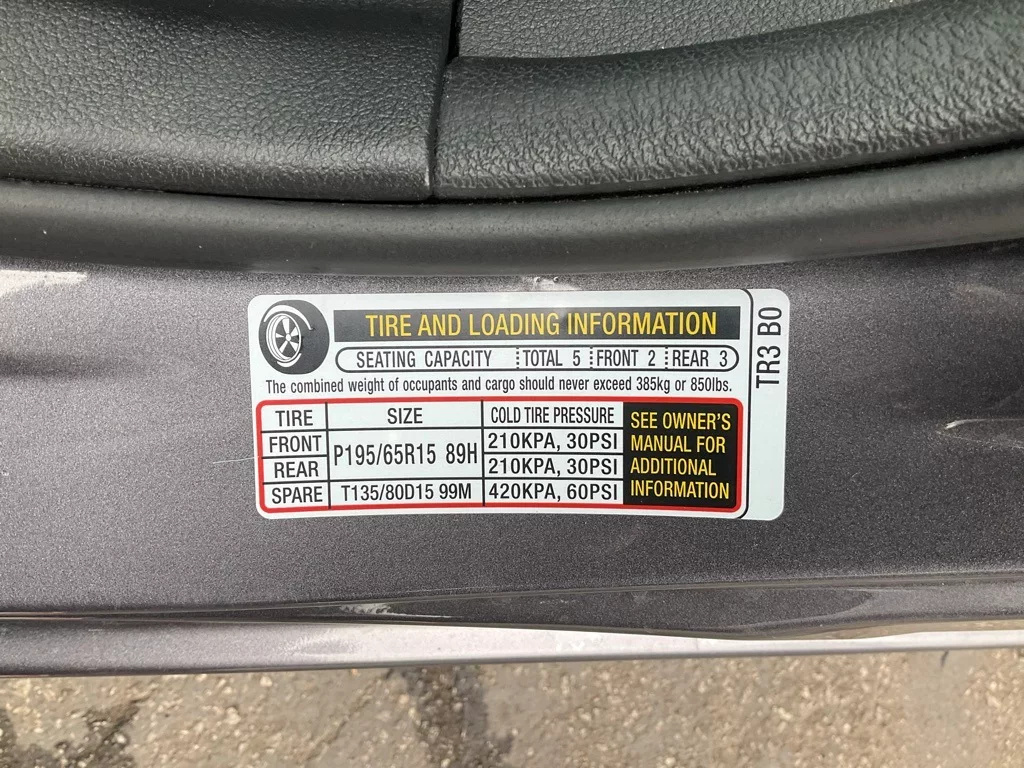 TIRE AND LOADING INFORMATION
SEATING CAPACITY TOTAL 5 FRONT 2 REAR 3
The combined weight of occupants and cargo should never exceed 385kg or 850lbs.
TIRE SIZE COLD TIRE PRESSURE
FRONT P195/65R15 89H 210KPA, 30PSI
REAR 210KPA, 30PSI
SPARE T135/80D15 99M 420KPA, 60PSI
SEE OWNER'S
MANUAL FOR
ADDITIONAL
INFORMATION
TR3 B0